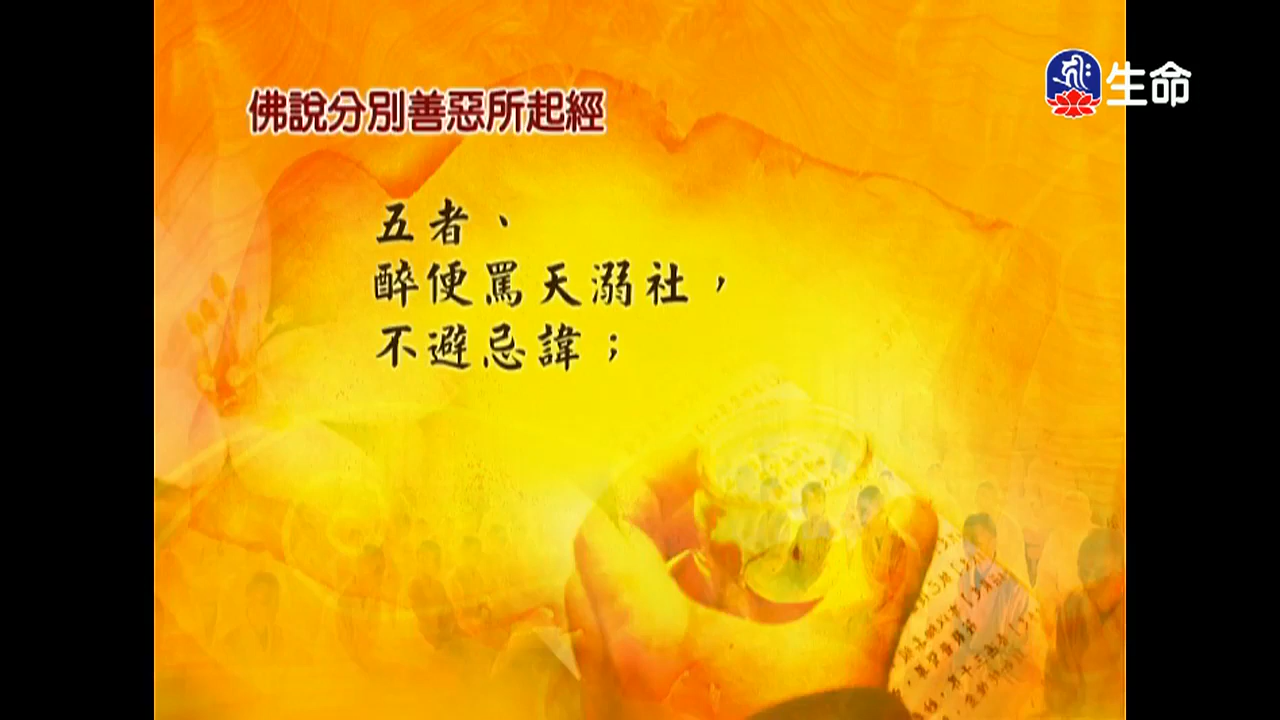 生命
佛說分別善惡所起經
五者、
醉便罵天溺社，
不避忌諱；